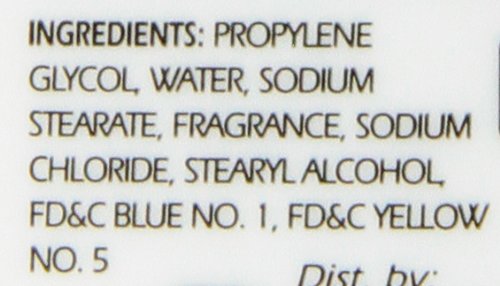 INGREDIENTS: PROPYLENE
GLYCOL, WATER, SODIUM
STEARATE, FRAGRANCE, SODIUM
CHLORIDE, STEARYL ALCOHOL,
FD&C BLUE NO. 1, FD&C YELLOW
NO. 5
Dist. by: